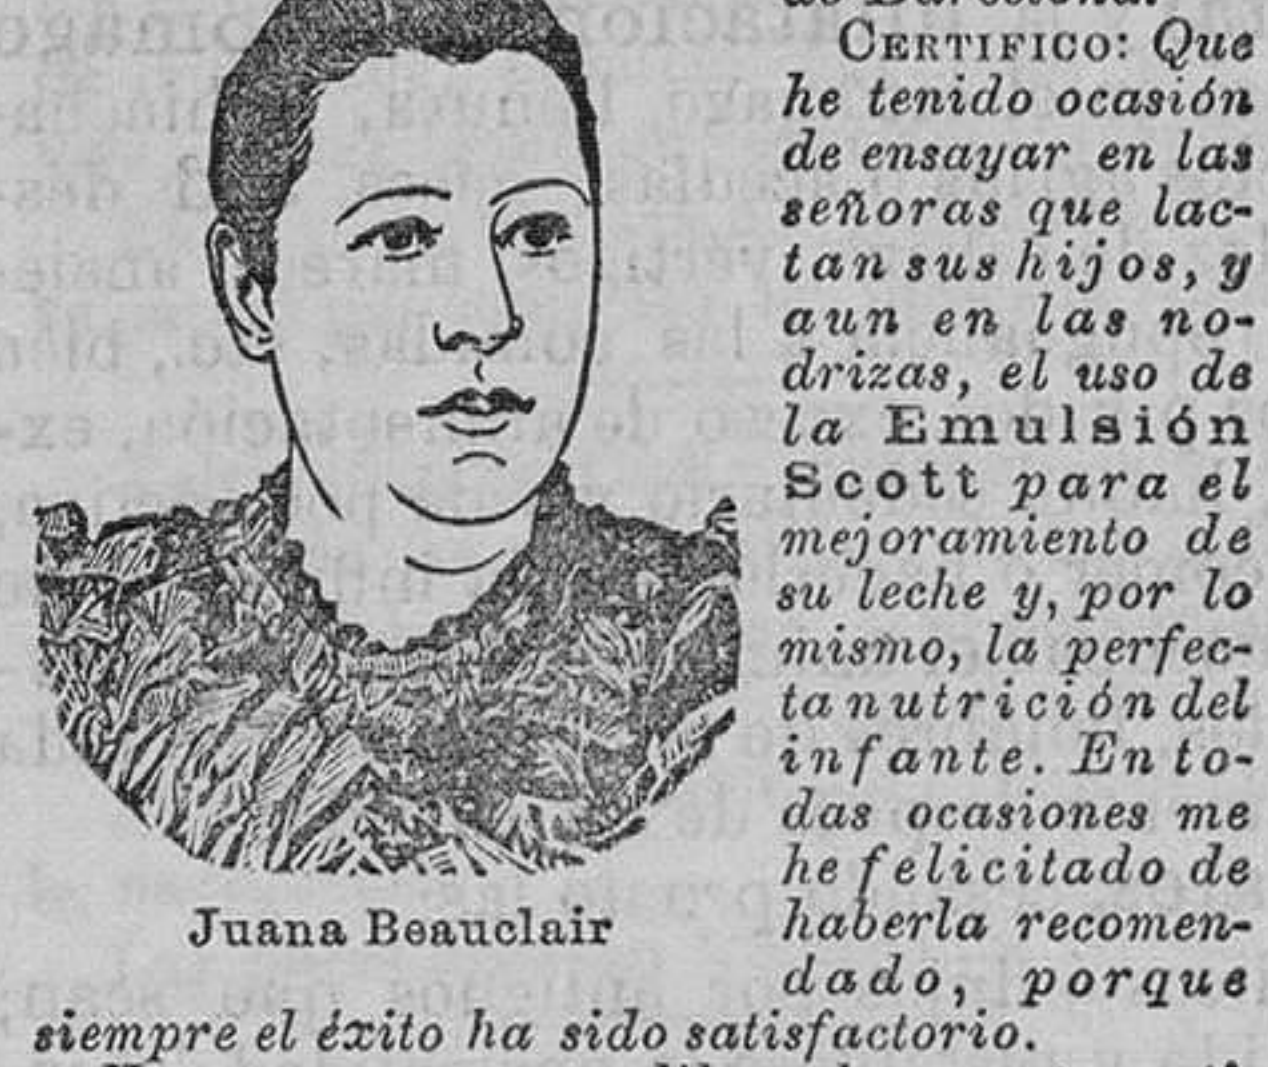 de Barcelona.
CERTIFICO: Que
he tenido ocasión
de ensayar en las
señoras que lac-
tan sus hijos, y
aun en las no-
drizas, el uso de
la Emulsión
Scott para el
mejoramiento de
su leche y, por lo
mismo, la perfec-
ta nutrición del
infante. En to-
das ocasiones me
he felicitado de
haberla recomen-
dado, porque
siempre el éxito ha sido satisfactorio.
Juana Beauclair